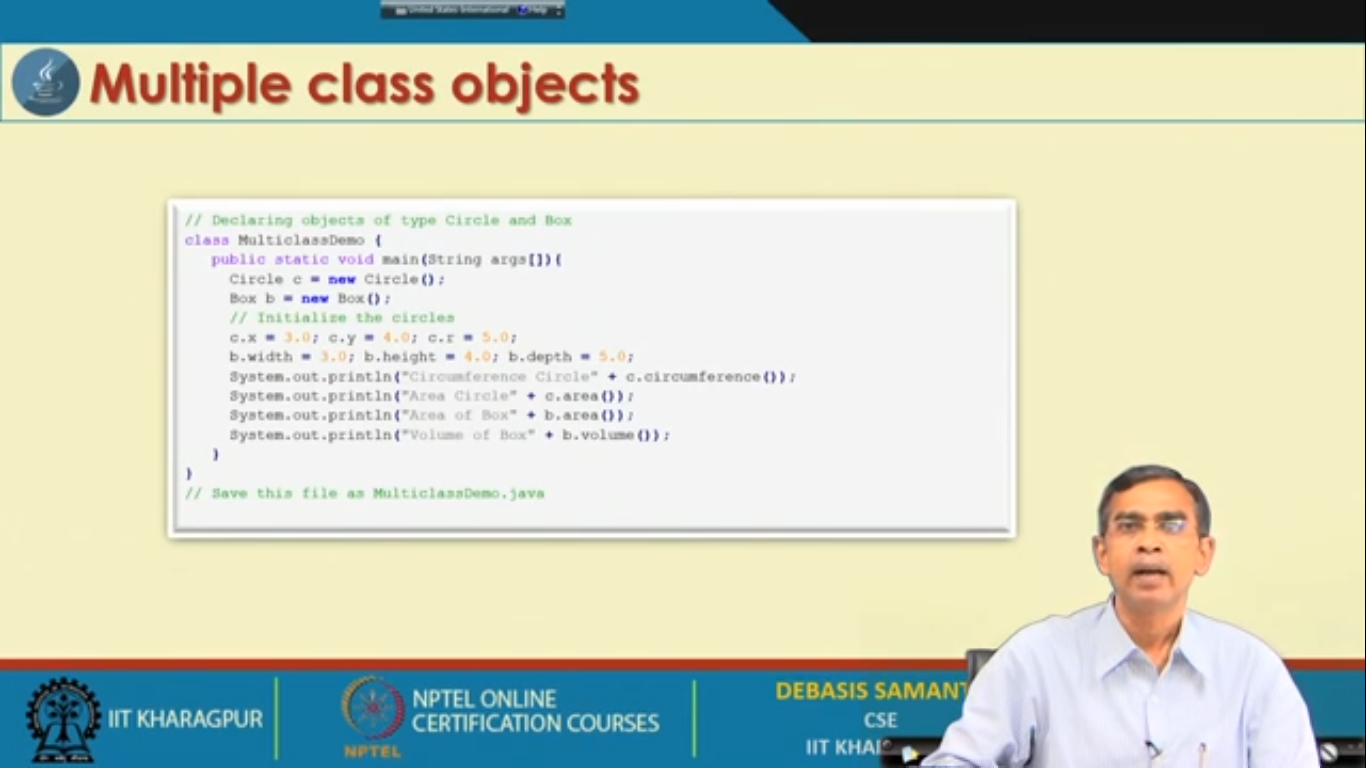 United States International Help
Multiple class objects
// Declaring objects of type Circle and Box
class MulticlassDemo {
public static void main(String args[]){
Circle c = new Circle();
Box b = new Box();
// Initialize the circles
c.x = 3.0; c.y = 4.0; c.r = 5.0;
b.width = 3.0; b.height = 4.0; b.depth = 5.0;
System.out.println("Circumference Circle" + c.circumference());
System.out.println("Area Circle" + c.area());
System.out.println("Area of Box" + b.area());
System.out.println("Volume of Box" + b.volume());
}
}
// Save this file as MulticlassDemo.java
IIT KHARAGPUR
NPTEL
NPTEL ONLINE
CERTIFICATION COURSES
DEBASIS SAMANT
CSE
IIT KHA